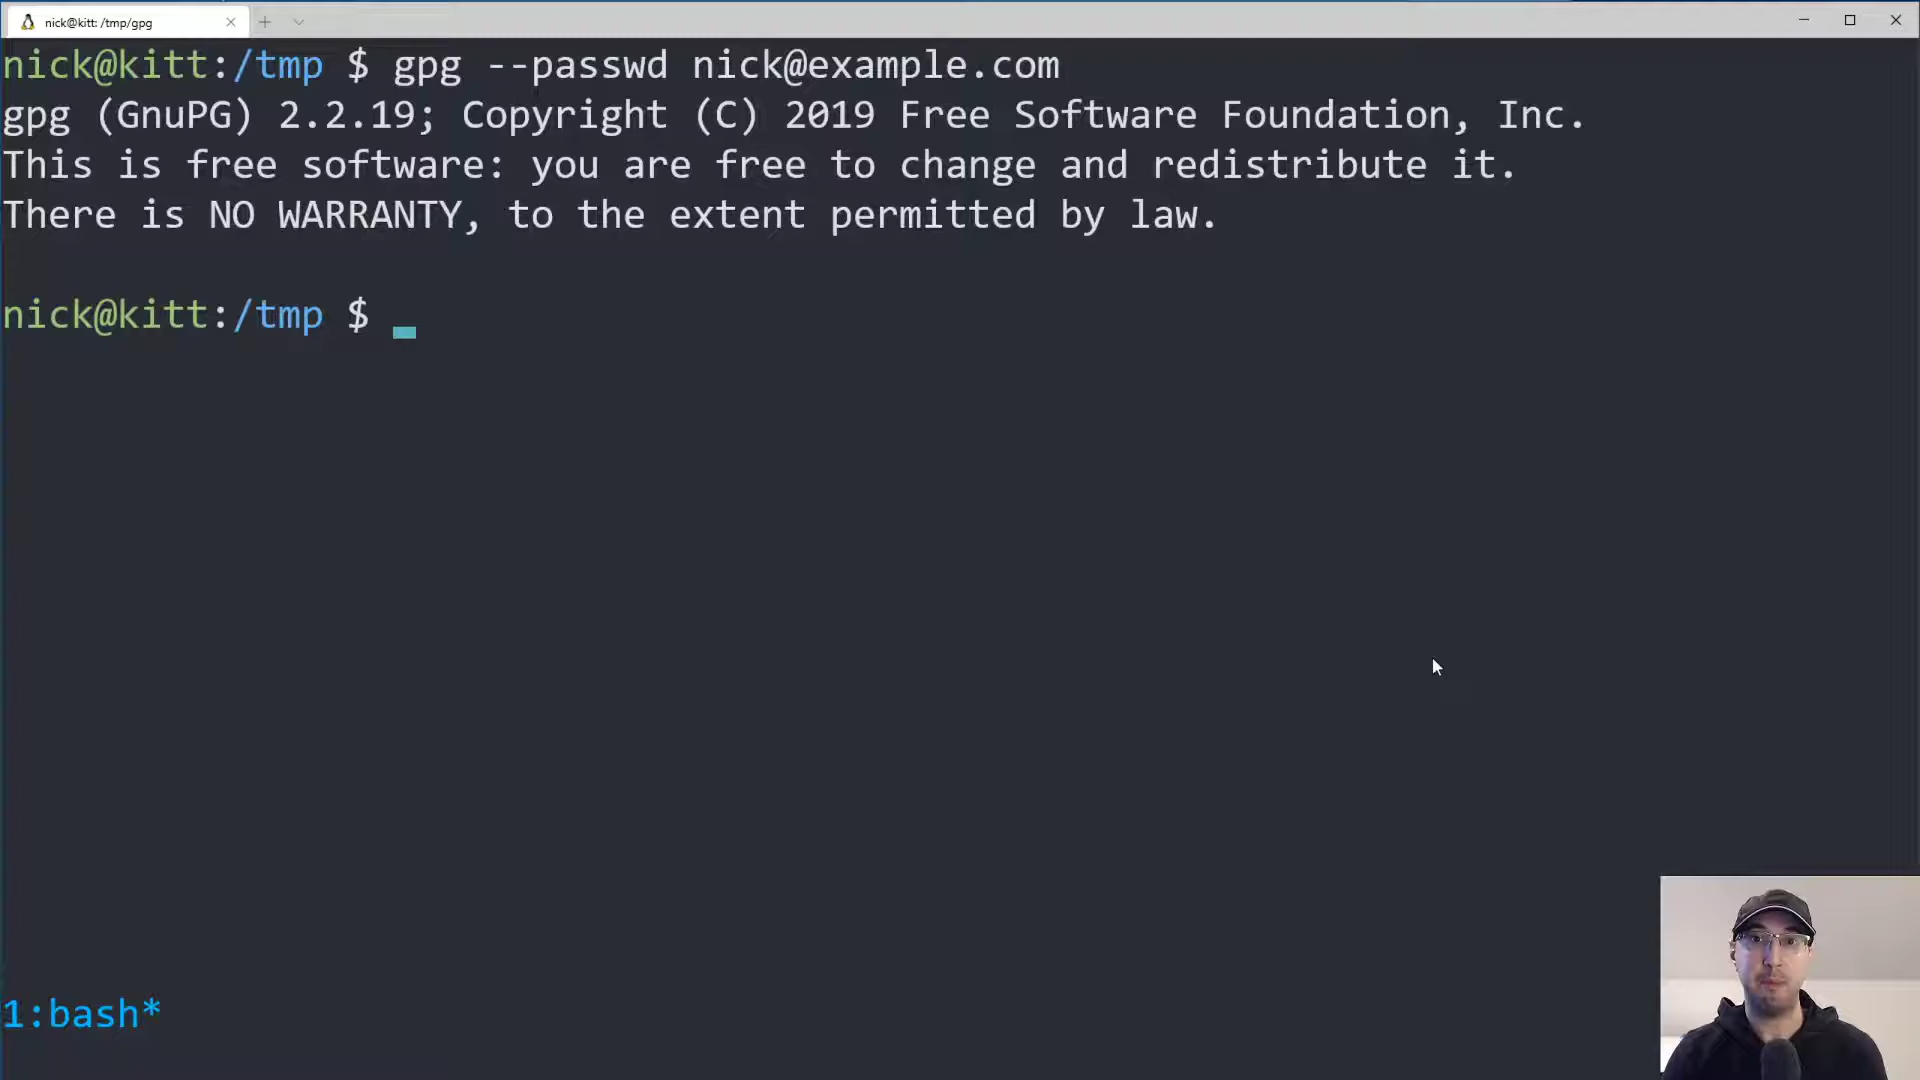 nick@kitt: /tmp/gpg
nick@kitt:/tmp $ gpg --passwd nick@example.com
gpg (GnuPG) 2.2.19; Copyright (C) 2019 Free Software Foundation, Inc.
This is free software: you are free to change and redistribute it.
There is NO WARRANTY, to the extent permitted by law.
nick@kitt:/tmp $
1:bash*